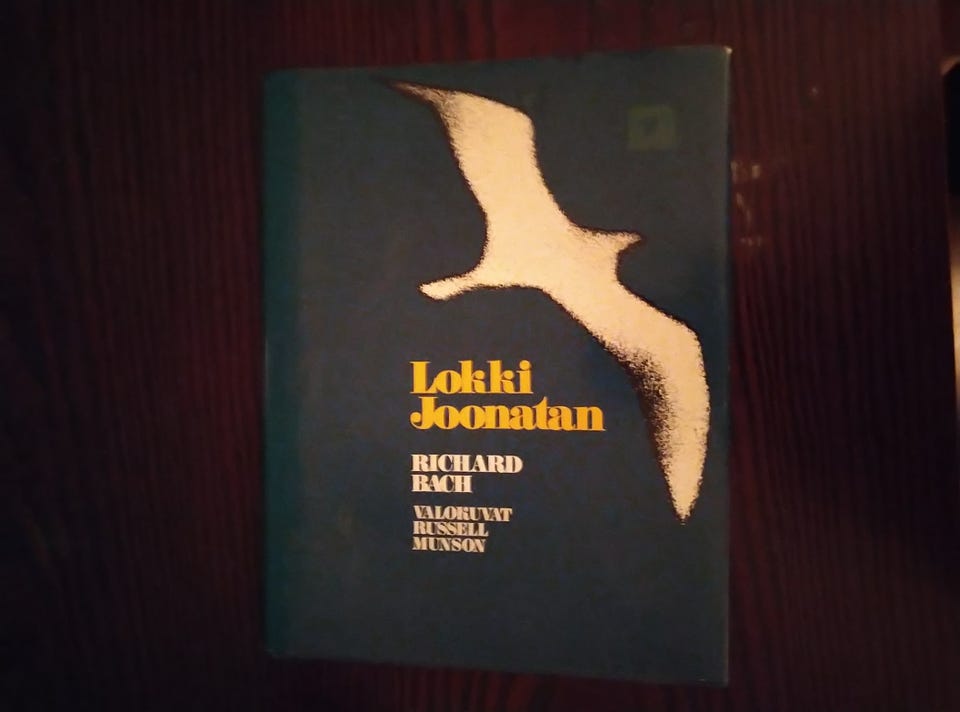 Lokki
Joonatan
RICHARD
BACH
VALOKUVAT
RUSSELL
MUNSON